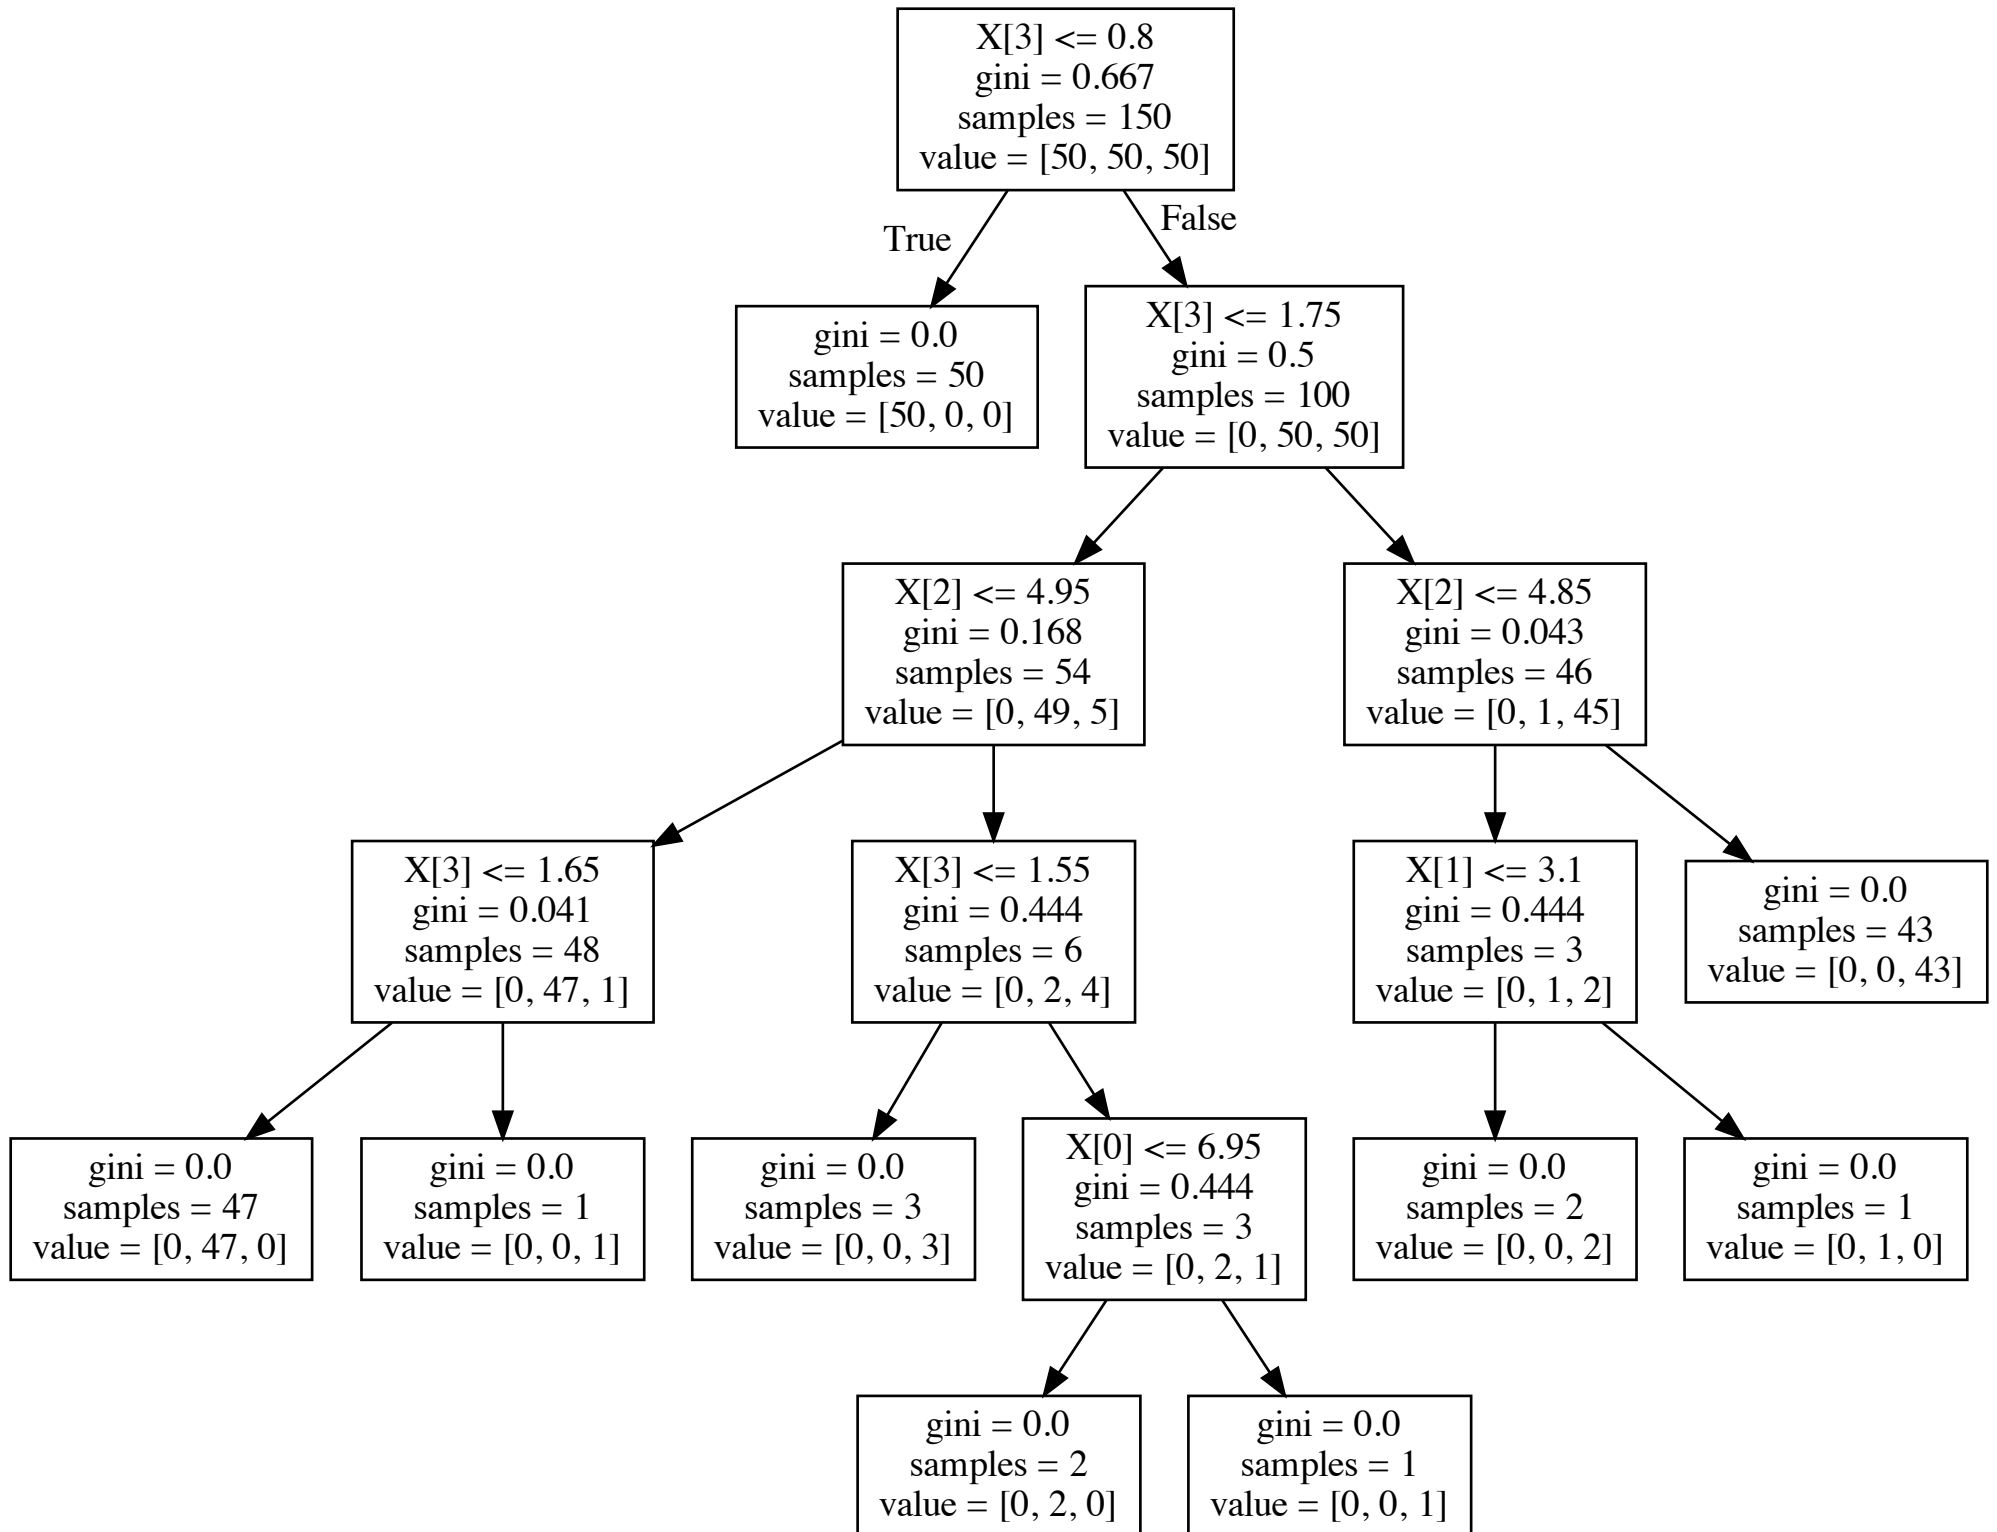 X[3] <= 0.8
gini = 0.667
samples = 150
value = [50, 50, 50]
True
False
gini = 0.0
samples = 50
value = [50, 0, 0]
X[3] <= 1.75
gini = 0.5
samples = 100
value = [0, 50, 50]
X[2] <= 4.95
gini = 0.168
samples = 54
value = [0, 49, 5]
X[2] <= 4.85
gini = 0.043
samples = 46
value = [0, 1, 45]
X[3] <= 1.65
gini = 0.041
samples = 48
value = [0, 47, 1]
X[3] <= 1.55
gini = 0.444
samples = 6
value = [0, 2, 4]
X[1] <= 3.1
gini = 0.444
samples = 3
value = [0, 1, 2]
gini = 0.0
samples = 43
value = [0, 0, 43]
gini = 0.0
samples = 47
value = [0, 47, 0]
gini = 0.0
samples = 1
value = [0, 0, 1]
gini = 0.0
samples = 3
value = [0, 0, 3]
X[0] <= 6.95
gini = 0.444
samples = 3
value = [0, 2, 1]
gini = 0.0
samples = 2
value = [0, 0, 2]
gini = 0.0
samples = 1
value = [0, 1, 0]
gini = 0.0
samples = 2
value = [0, 2, 0]
gini = 0.0
samples = 1
value = [0, 0, 1]